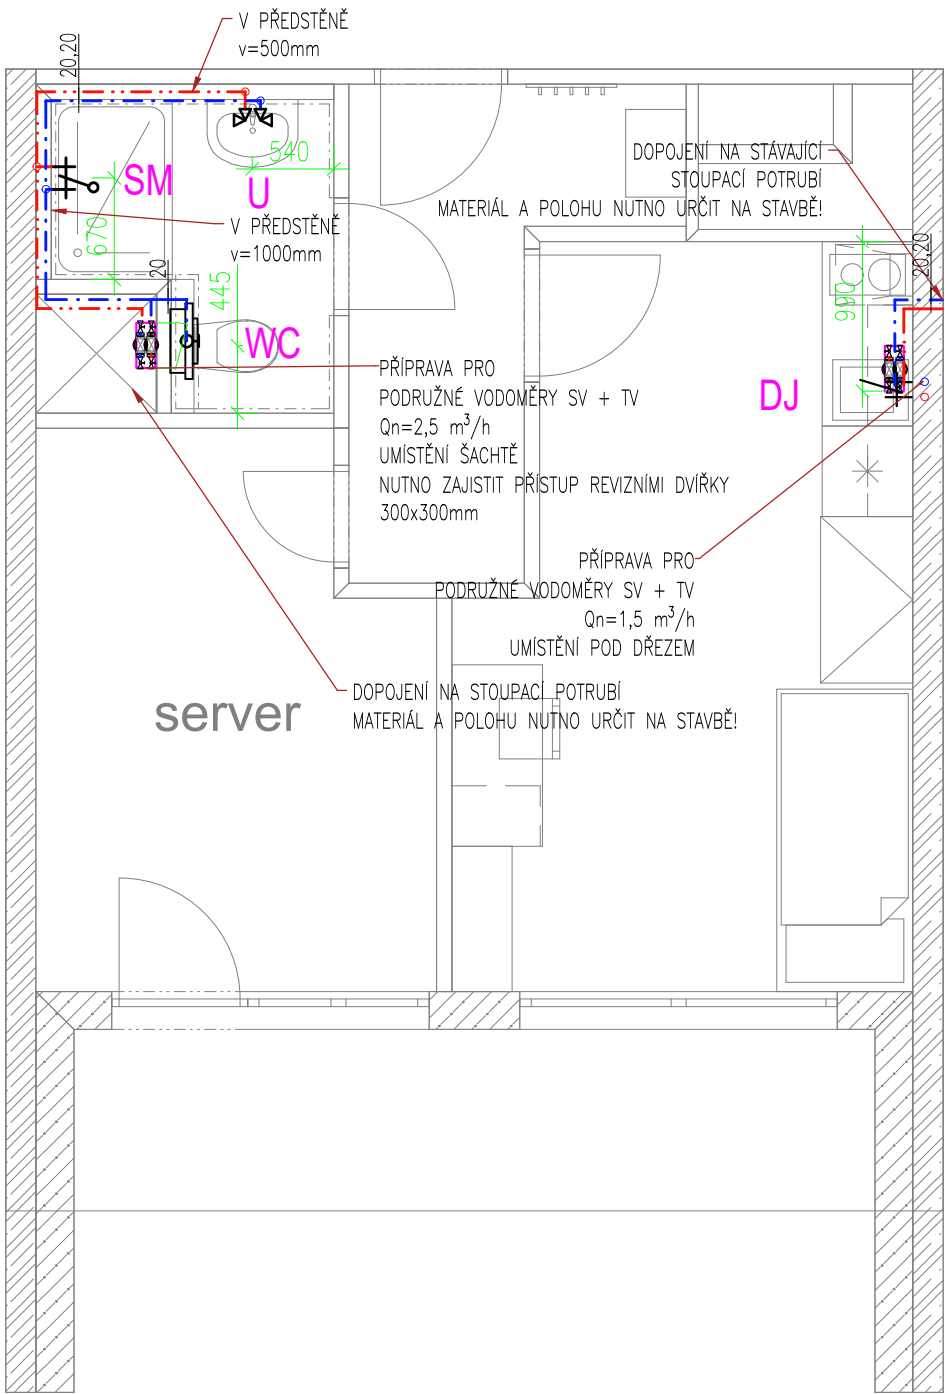 V PŘEDSTĚNĚ
v=500mm
20,20
540
DOPOJENÍ NA STÁVAJÍCÍ
STOUPACÍ POTRUBÍ
MATERIÁL A POLOHU NUTNO URČIT NA STAVBĚ!
SM
U
V PŘEDSTĚNĚ
v=1000mm
670
20
445
20,20
990
WC
PŘÍPRAVA PRO
PODRUŽNÉ VODOMĚRY SV + TV
Qn=2,5 m³/h
UMÍSTĚNÍ ŠACHTĚ
NUTNO ZAJISTIT PŘÍSTUP REVIZNÍMI DVÍŘKY
300x300mm
DJ
PŘÍPRAVA PRO
PODRUŽNÉ VODOMĚRY SV + TV
Qn=1,5 m³/h
UMÍSTĚNÍ POD DŘEZEM
DOPOJENÍ NA STOUPACÍ POTRUBÍ
MATERIÁL A POLOHU NUTNO URČIT NA STAVBĚ!
server